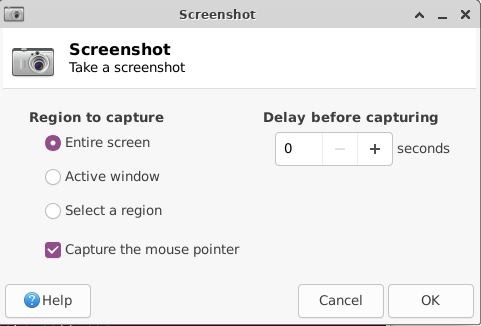 Screenshot
Screenshot
Take a screenshot
Region to capture
Entire screen
Active window
Select a region
Capture the mouse pointer
Delay before capturing
0 − + seconds
?Help
Cancel
OK